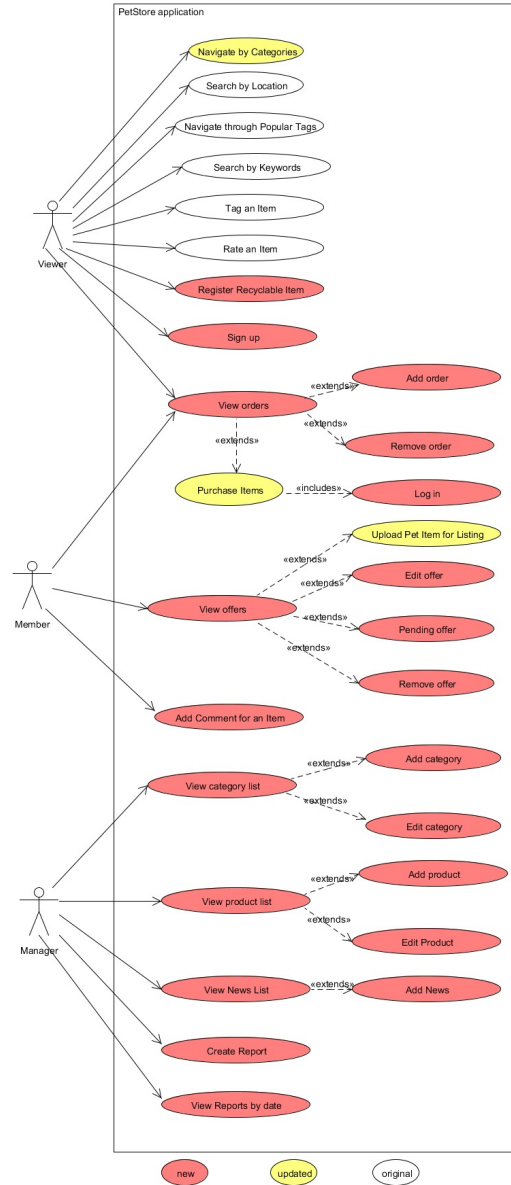 PetStore application
Navigate by Categories
Search by Location
Navigate through Popular Tags
Search by Keywords
Tag an Item
Rate an Item
Viewer
Register Recyclable Item
Sign up
Add order
«extends»
View orders
«extends»
Remove order
«extends»
Purchase Items
«includes»
Log in
Upload Pet Item for Listing
«extends»
Edit offer
«extends»
Member
View offers
«extends»
Pending offer
«extends»
Remove offer
Add Comment for an Item
Add category
«extends»
View category list
«extends»
Edit category
Add product
«extends»
View product list
«extends»
Manager
Edit Product
View News List
«extends»
Add News
Create Report
View Reports by date
new
updated
original